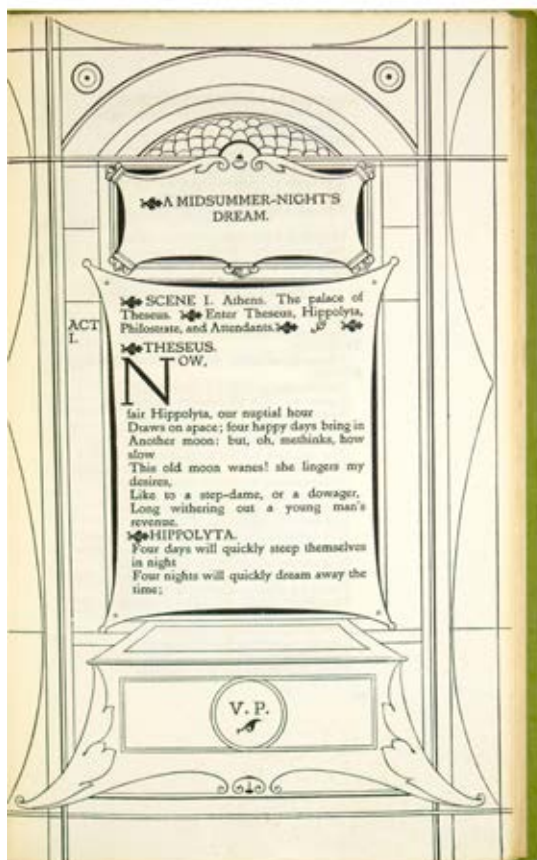 A MIDSUMMER-NIGHT'S
DREAM.
SCENE I. Athens. The palace of
Theseus. Enter Theseus, Hippolyta,
Philostrate, and Attendants.
ACT
I.
THESEUS.
NOW,
fair Hippolyta, our nuptial hour
Draws on apace; four happy days bring in
Another moon: but, oh, methinks, how
slow
This old moon wanes! she lingers my
desires,
Like to a step-dame, or a dowager,
Long withering out a young man's
revenue.
HIPPOLYTA.
Four days will quickly steep themselves
in night
Four nights will quickly dream away the
time;
V. P.